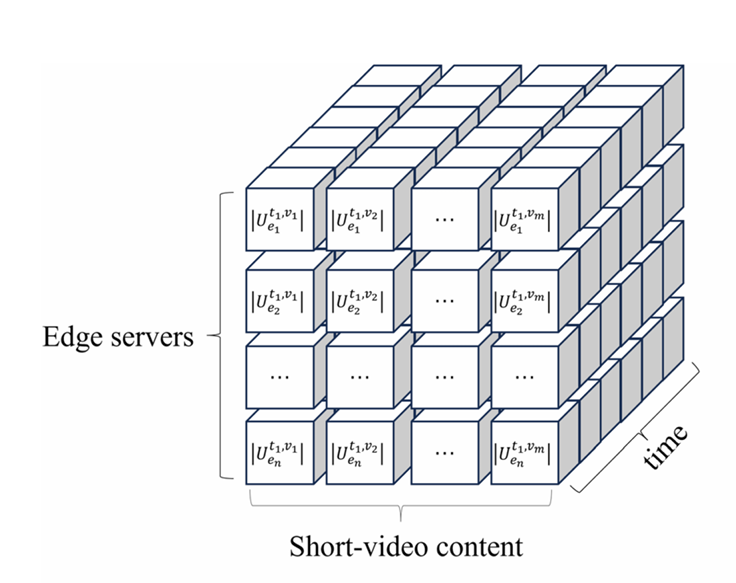 |U_{e_1}^{t_1,v_1}| |U_{e_1}^{t_1,v_2}| ... |U_{e_1}^{t_1,v_m}|
|U_{e_2}^{t_1,v_1}| |U_{e_2}^{t_1,v_2}| ... |U_{e_2}^{t_1,v_m}|
Edge servers
... ... ... ...
|U_{e_n}^{t_1,v_1}| |U_{e_n}^{t_1,v_2}| ... |U_{e_n}^{t_1,v_m}|
time
Short-video content